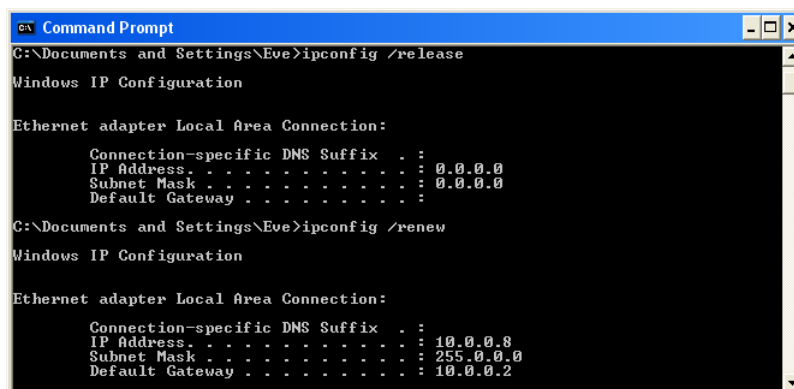 Command Prompt
C:\Documents and Settings\Eve>ipconfig /release
Windows IP Configuration
Ethernet adapter Local Area Connection:
Connection-specific DNS Suffix . :
IP Address. . . . . . . . . . . . : 0.0.0.0
Subnet Mask . . . . . . . . . . . : 0.0.0.0
Default Gateway . . . . . . . . . :
C:\Documents and Settings\Eve>ipconfig /renew
Windows IP Configuration
Ethernet adapter Local Area Connection:
Connection-specific DNS Suffix . :
IP Address. . . . . . . . . . . . : 10.0.0.8
Subnet Mask . . . . . . . . . . . : 255.0.0.0
Default Gateway . . . . . . . . . : 10.0.0.2